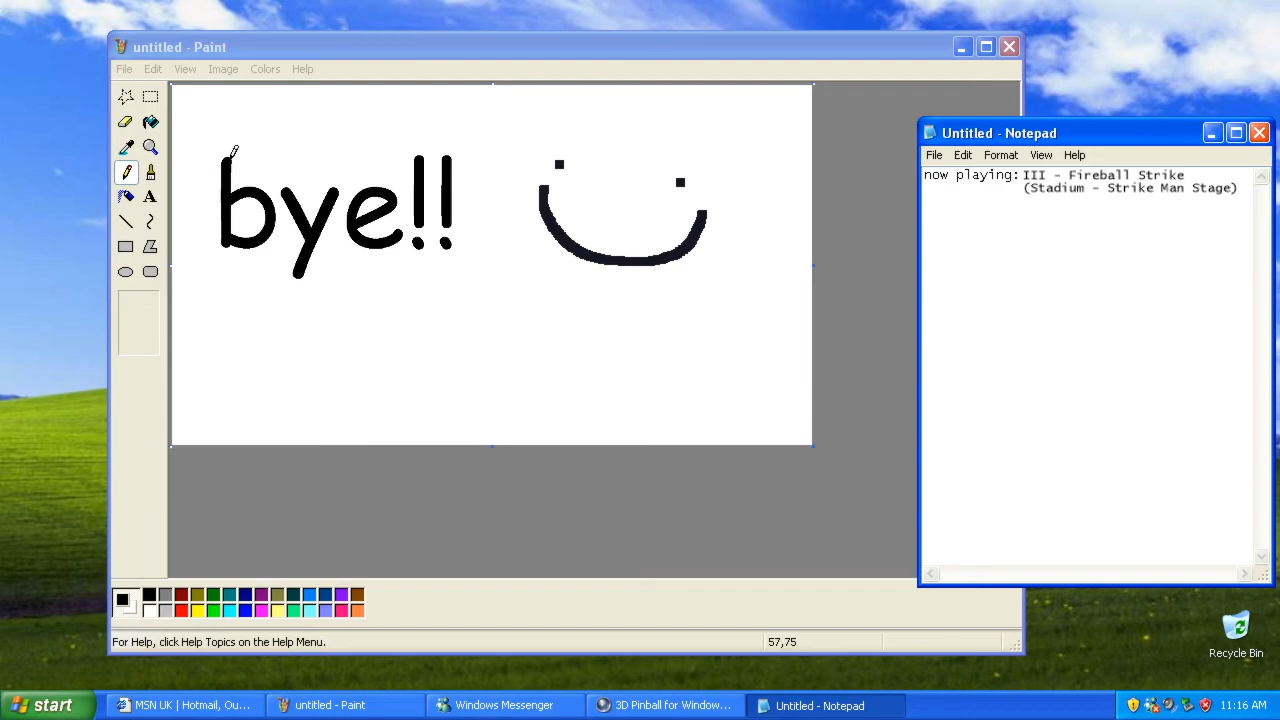 untitled - Paint
File Edit View Image Colors Help
bye!!
Untitled - Notepad
File Edit Format View Help
now playing: III - Fireball Strike
(Stadium - Strike Man Stage)
For Help, click Help Topics on the Help Menu.
57,75
Recycle Bin
start
MSN UK | Hotmail, Ou...
untitled - Paint
Windows Messenger
3D Pinball for Window...
Untitled - Notepad
11:16 AM